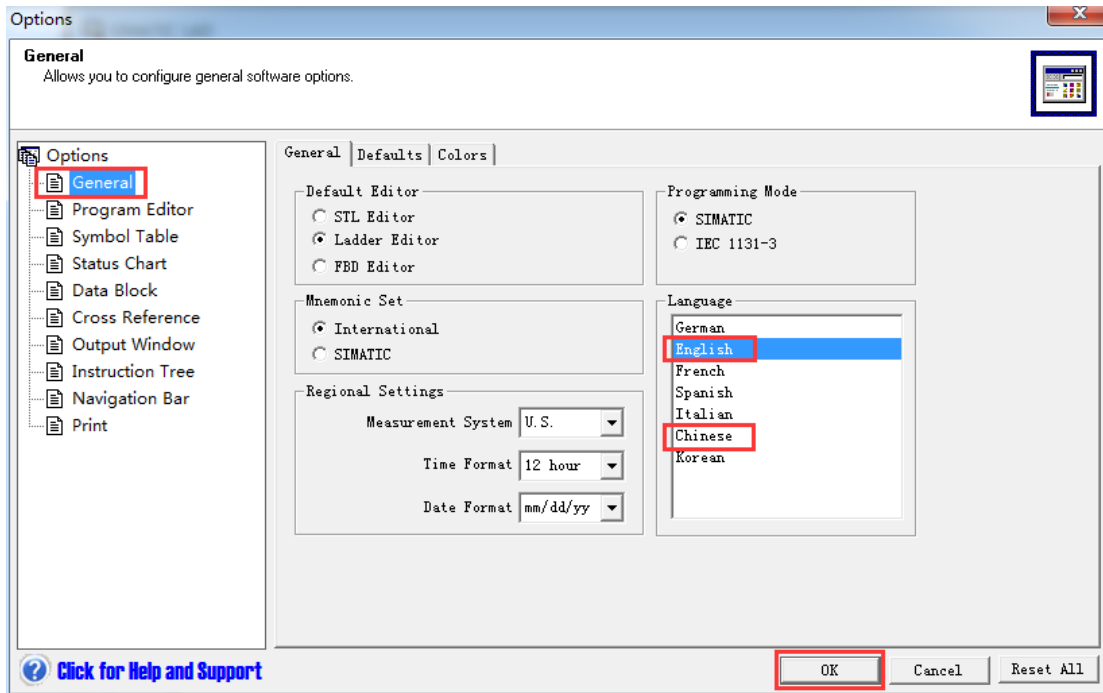 Options
General
Allows you to configure general software options.
Options
General
Program Editor
Symbol Table
Status Chart
Data Block
Cross Reference
Output Window
Instruction Tree
Navigation Bar
Print
General Defaults Colors
Default Editor
STL Editor
Ladder Editor
FBD Editor
Programming Mode
SIMATIC
IEC 1131-3
Mnemonic Set
International
SIMATIC
Language
German
English
French
Spanish
Italian
Chinese
Korean
Regional Settings
Measurement System U.S.
Time Format 12 hour
Date Format mm/dd/yy
Click for Help and Support
OK Cancel Reset All